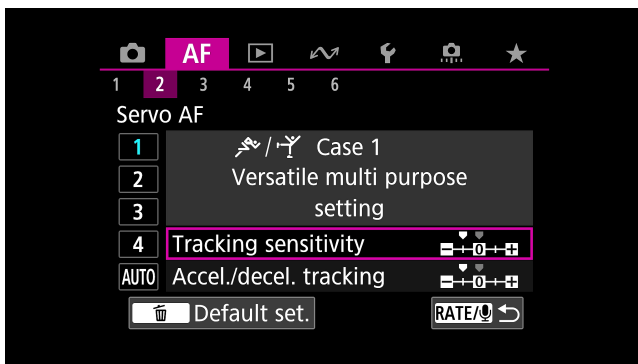 AF
1 2 3 4 5 6
Servo AF
1
/ Case 1
2
Versatile multi purpose
3
setting
4
Tracking sensitivity
0
AUTO
Accel./decel. tracking
0
Default set.
RATE/